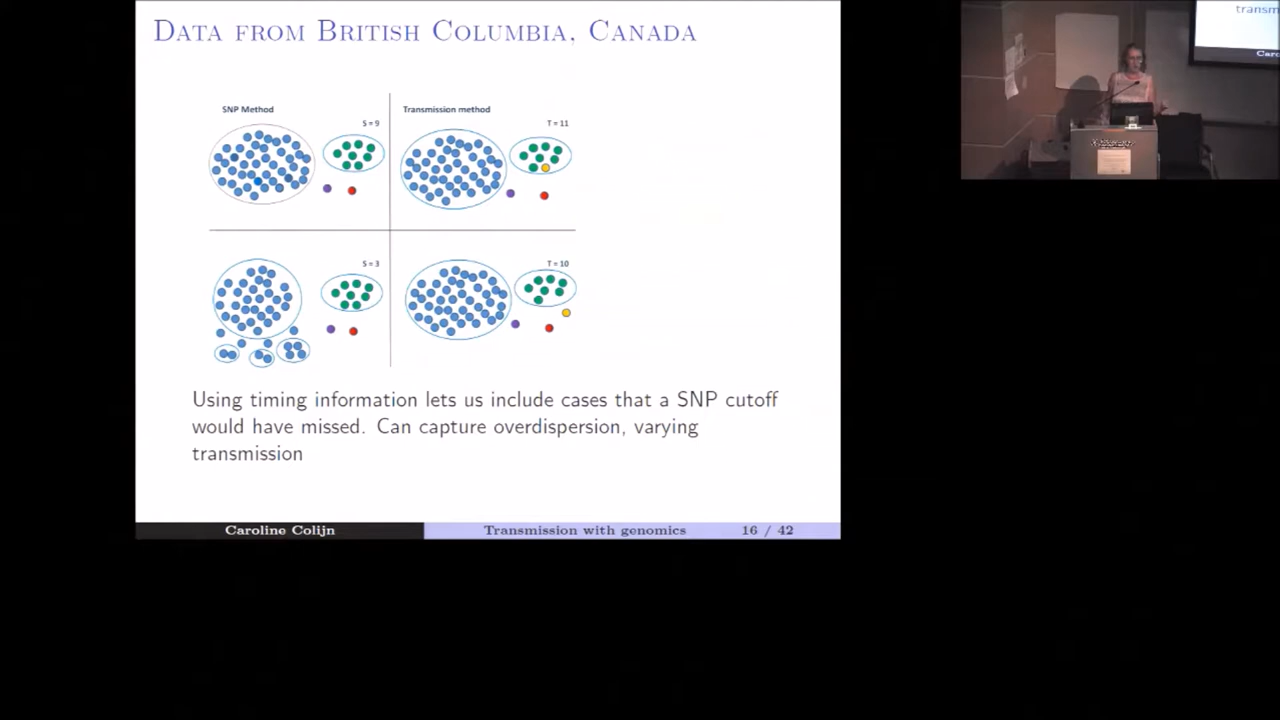 DATA FROM BRITISH COLUMBIA, CANADA
SNP Method
Transmission method
S = 9
T = 11
S = 3
T = 10
Using timing information lets us include cases that a SNP cutoff
would have missed. Can capture overdispersion, varying
transmission
Caroline Colijn
Transmission with genomics
16 / 42
transm
Caro